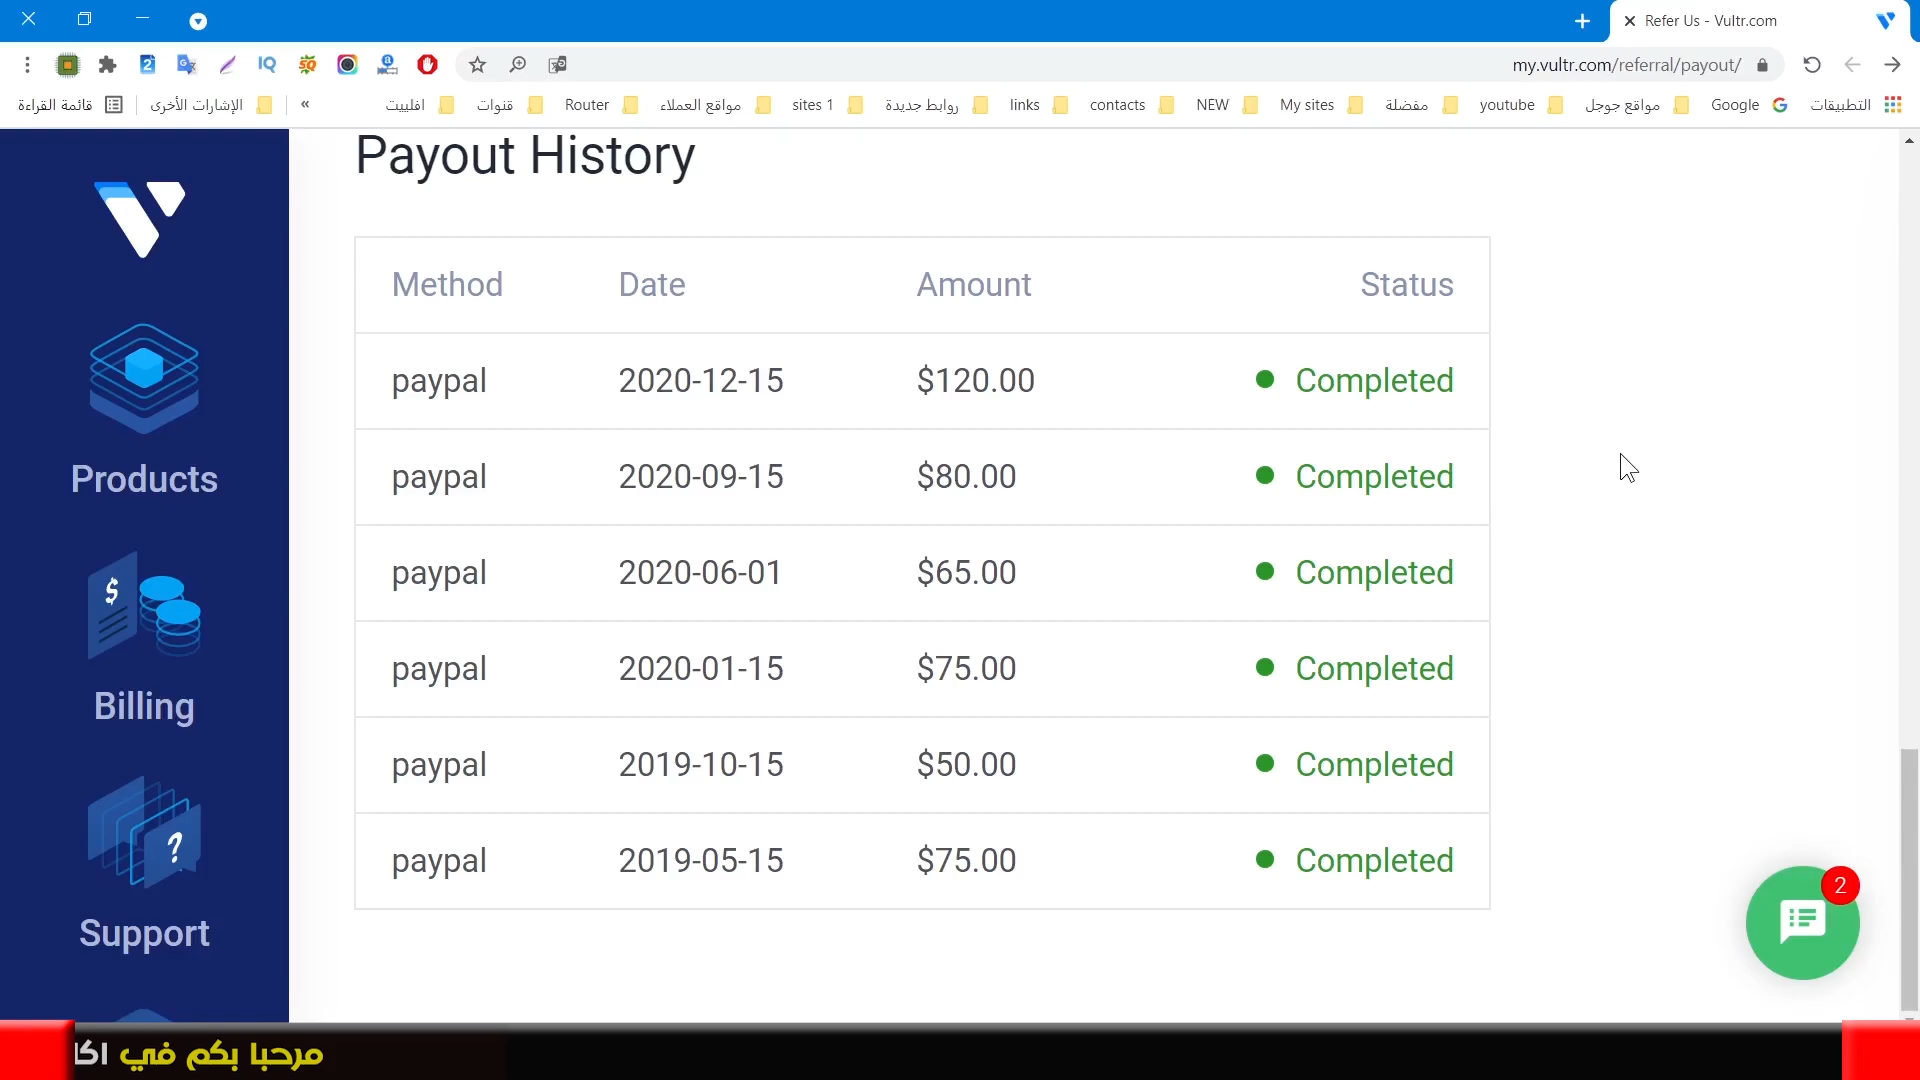 Refer Us - Vultr.com
my.vultr.com/referral/payout/
التطبيقات
Google
مواقع جوجل
youtube
مفضلة
My sites
NEW
contacts
links
روابط جديدة
sites 1
مواقع العملاء
Router
قنوات
افلييت
«
الإشارات الأخرى
قائمة القراءة
Payout History
Method Date Amount Status
paypal 2020-12-15 $120.00 Completed
paypal 2020-09-15 $80.00 Completed
paypal 2020-06-01 $65.00 Completed
paypal 2020-01-15 $75.00 Completed
paypal 2019-10-15 $50.00 Completed
paypal 2019-05-15 $75.00 Completed
Products
Billing
Support
2
مرحبا بكم في اكا